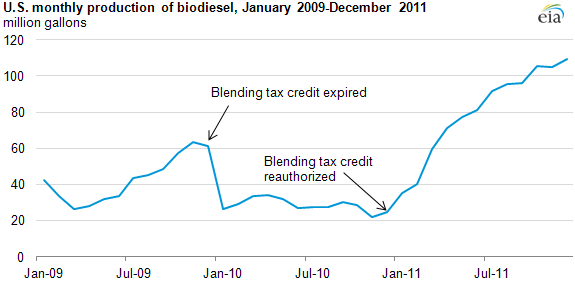 U.S. monthly production of biodiesel, January 2009-December 2011
million gallons
eia
120
100
80
60
40
20
0
Blending tax credit expired
Blending tax credit
reauthorized
Jan-09
Jul-09
Jan-10
Jul-10
Jan-11
Jul-11